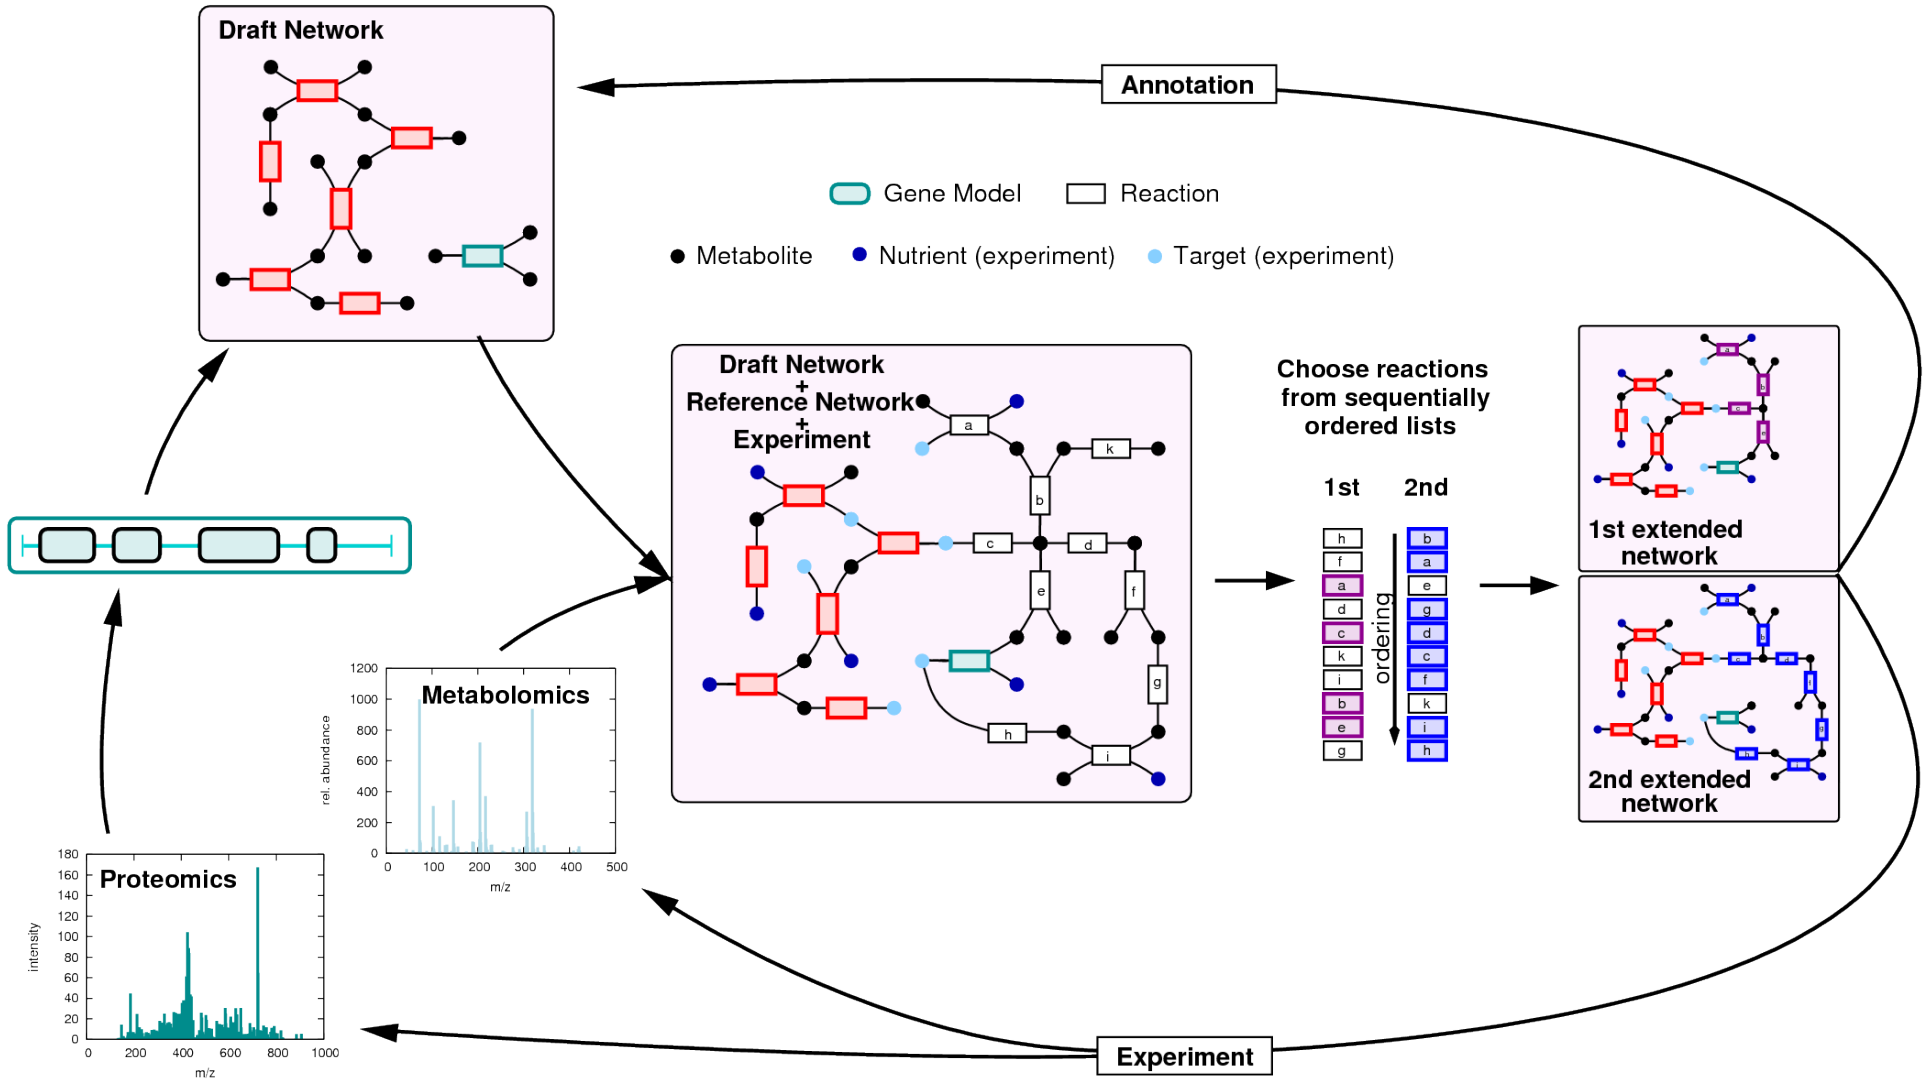 Draft Network
Annotation
Gene Model
Reaction
Metabolite
Nutrient (experiment)
Target (experiment)
Draft Network
+
Reference Network
+
Experiment
a
k
b
c
d
e
f
g
h
i
Choose reactions
from sequentially
ordered lists
1st 2nd
h b
f a
a e
d g
c d
k c
i f
b k
e i
g h
ordering
a
b
c
e
1st extended
network
a
b
c
d
f
g
h
i
2nd extended
network
Metabolomics
rel. abundance
1200
1000
800
600
400
200
0
0 100 200 300 400 500
m/z
Proteomics
intensity
180
160
140
120
100
80
60
40
20
0
0 200 400 600 800 1000
m/z
Experiment